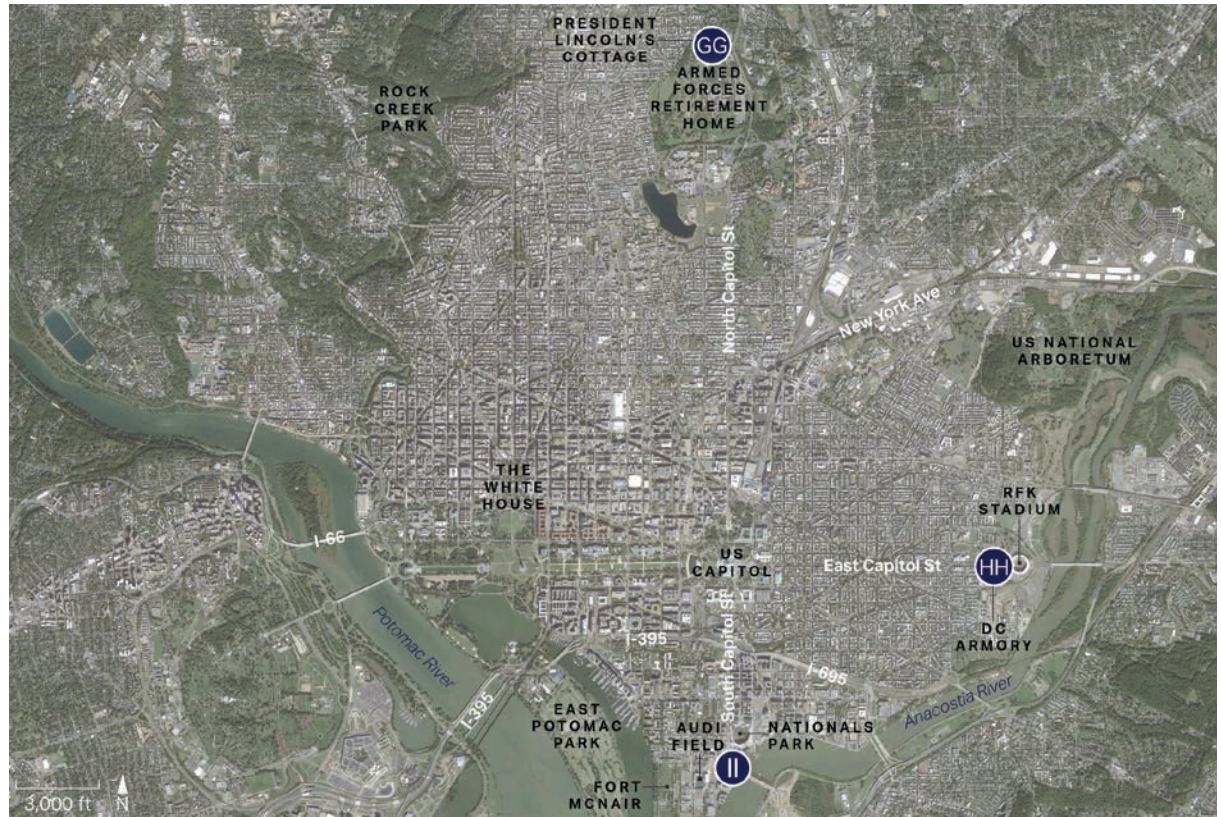 PRESIDENT
LINCOLN'S
COTTAGE
GG
ARMED
FORCES
RETIREMENT
HOME
ROCK
CREEK
PARK
North Capitol St
New York Ave
US NATIONAL
ARBORETUM
THE
WHITE
HOUSE
RFK
STADIUM
I-66
US
CAPITOL
East Capitol St
HH
DC
ARMORY
Potomac River
I-395
I-395
South Capitol St
I-695
Anacostia River
EAST
POTOMAC
PARK
AUDI
FIELD
NATIONALS
PARK
II
FORT
MCNAIR
3,000 ft
N